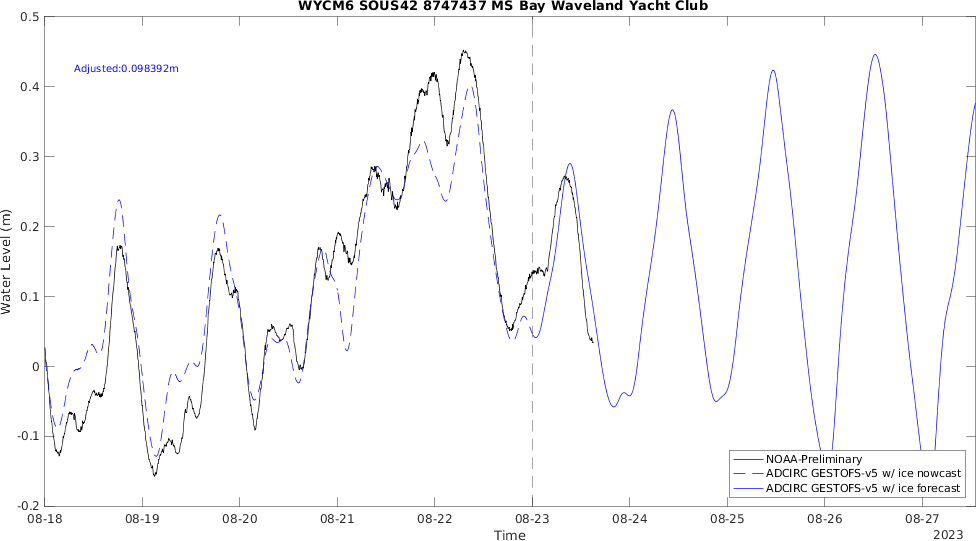 WYCM6 SOUS42 8747437 MS Bay Waveland Yacht Club
0.5
Adjusted:0.098392m
0.4
0.3
0.2
0.1
0
-0.1
-0.2
Water Level (m)
NOAA-Preliminary
ADCIRC GESTOFS-v5 w/ ice nowcast
ADCIRC GESTOFS-v5 w/ ice forecast
08-18 08-19 08-20 08-21 08-22 08-23 08-24 08-25 08-26 08-27
Time
2023